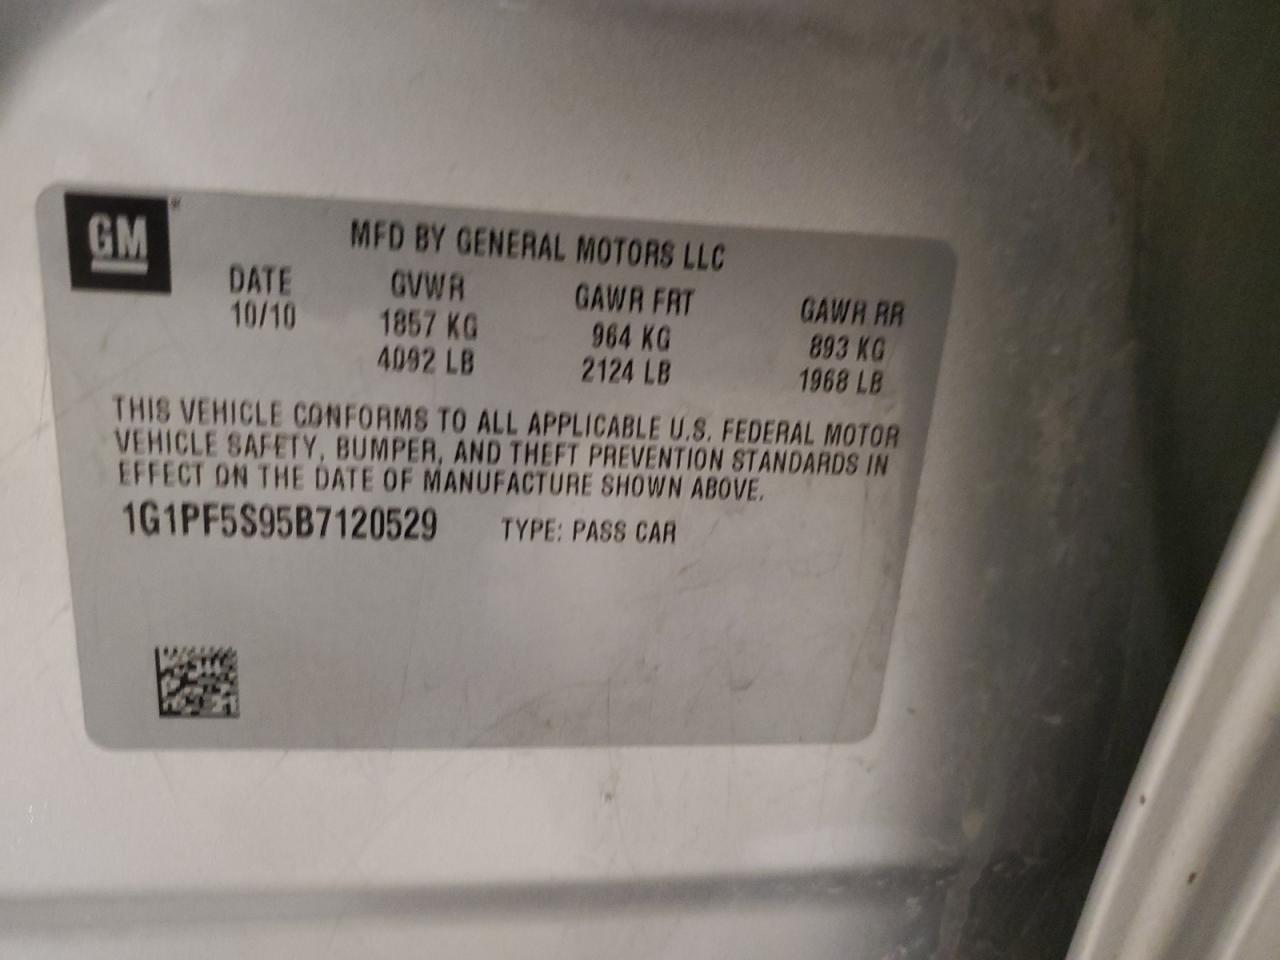 GM
MFD BY GENERAL MOTORS LLC
DATE GVWR GAWR FRT GAWR RR
10/10 1857 KG 964 KG 893 KG
4092 LB 2124 LB 1968 LB
THIS VEHICLE CONFORMS TO ALL APPLICABLE U.S. FEDERAL MOTOR
VEHICLE SAFETY, BUMPER, AND THEFT PREVENTION STANDARDS IN
EFFECT ON THE DATE OF MANUFACTURE SHOWN ABOVE.
1G1PF5S95B7120529 TYPE: PASS CAR